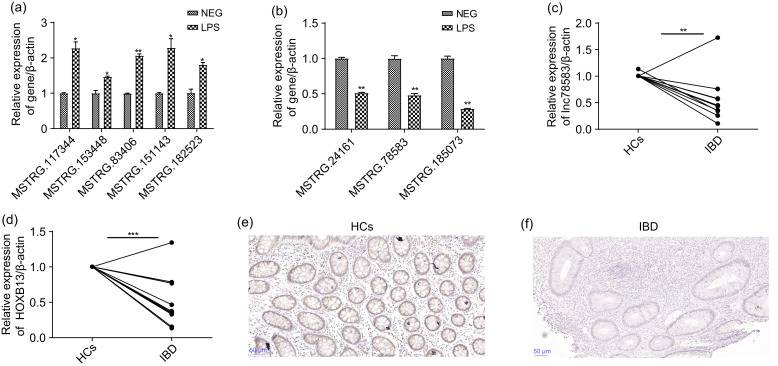 (a)
Relative expression
of gene/β-actin
3
2
1
0
NEG
LPS
*
*
**
*
*
MSTRG.117344
MSTRG.153448
MSTRG.83406
MSTRG.151143
MSTRG.182523
(b)
Relative expression
of gene/β-actin
1.5
1.0
0.5
0.0
NEG
LPS
**
**
**
MSTRG.24161
MSTRG.78583
MSTRG.185073
(c)
Relative expression
of lnc78583/β-actin
2.0
1.5
1.0
0.5
0.0
**
HCs
IBD
(d)
Relative expression
of HOXB13/β-actin
1.5
1.0
0.5
0.0
***
HCs
IBD
(e)
HCs
50 µm
(f)
IBD
50 µm